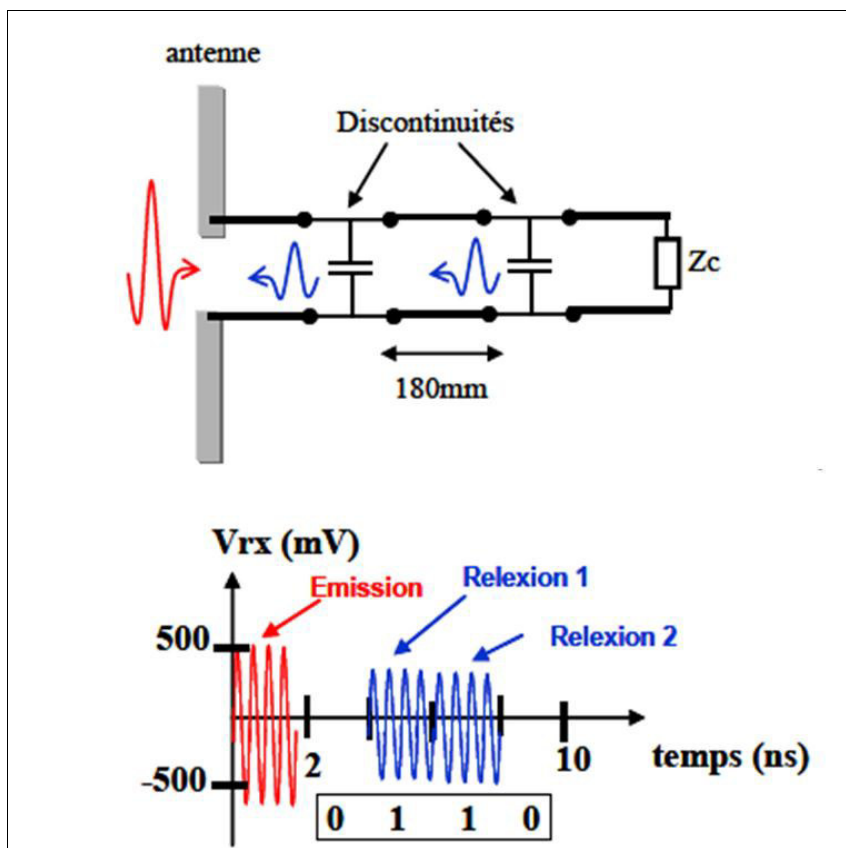 antenne
Discontinuités
Zc
180mm
Vrx (mV)
Emission
Relexion 1
Relexion 2
500
-500
2
10
temps (ns)
0 1 1 0